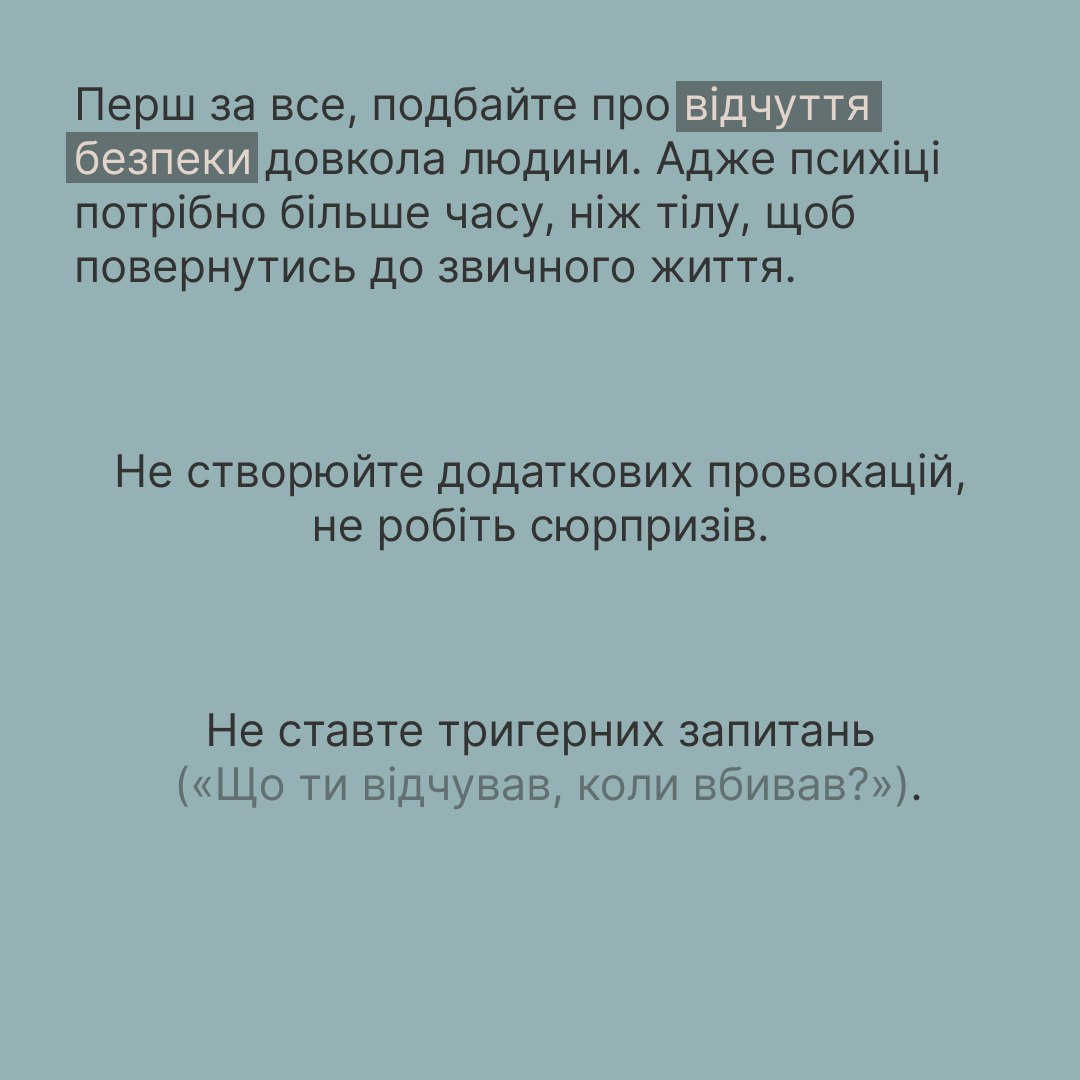 Перш за все, подбайте про відчуття
безпеки довкола людини. Адже психіці
потрібно більше часу, ніж тілу, щоб
повернутись до звичного життя.
Не створюйте додаткових провокацій,
не робіть сюрпризів.
Не ставте тригерних запитань
(«Що ти відчував, коли вбивав?»).